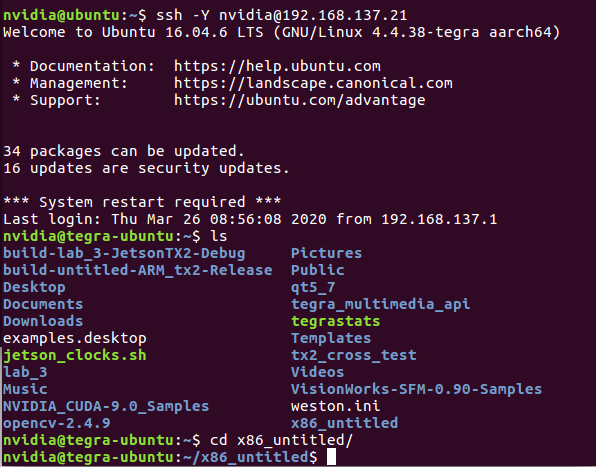 nvidia@ubuntu:~$ ssh -Y nvidia@192.168.137.21
Welcome to Ubuntu 16.04.6 LTS (GNU/Linux 4.4.38-tegra aarch64)
* Documentation:  https://help.ubuntu.com
* Management:     https://landscape.canonical.com
* Support:        https://ubuntu.com/advantage
34 packages can be updated.
16 updates are security updates.
*** System restart required ***
Last login: Thu Mar 26 08:56:08 2020 from 192.168.137.1
nvidia@tegra-ubuntu:~$ ls
build-lab_3-JetsonTX2-Debug     Pictures
build-untitled-ARM_tx2-Release  Public
Desktop                         qt5_7
Documents                       tegra_multimedia_api
Downloads                       tegrastats
examples.desktop                Templates
jetson_clocks.sh                tx2_cross_test
lab_3                           Videos
Music                           VisionWorks-SFM-0.90-Samples
NVIDIA_CUDA-9.0_Samples         weston.ini
opencv-2.4.9                    x86_untitled
nvidia@tegra-ubuntu:~$ cd x86_untitled/
nvidia@tegra-ubuntu:~/x86_untitled$